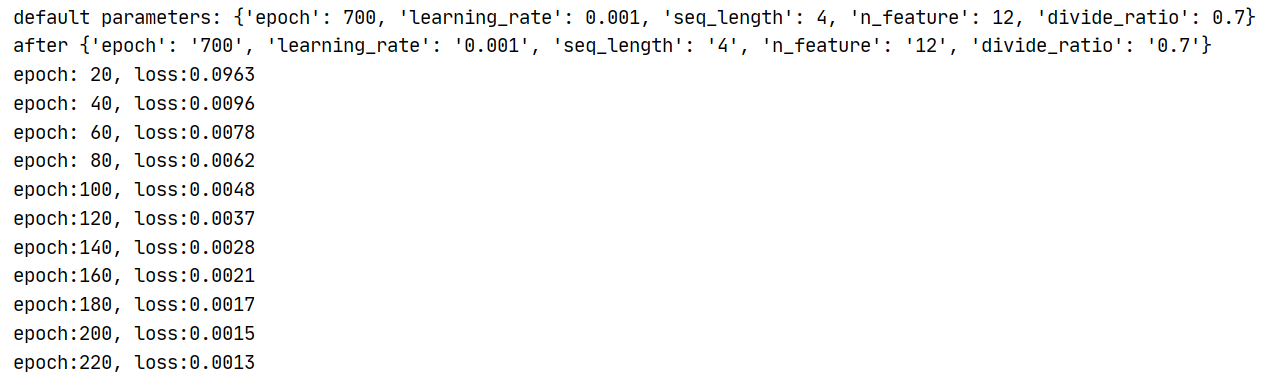 default parameters: {'epoch': 700, 'learning_rate': 0.001, 'seq_length': 4, 'n_feature': 12, 'divide_ratio': 0.7}
after {'epoch': '700', 'learning_rate': '0.001', 'seq_length': '4', 'n_feature': '12', 'divide_ratio': '0.7'}
epoch: 20, loss:0.0963
epoch: 40, loss:0.0096
epoch: 60, loss:0.0078
epoch: 80, loss:0.0062
epoch:100, loss:0.0048
epoch:120, loss:0.0037
epoch:140, loss:0.0028
epoch:160, loss:0.0021
epoch:180, loss:0.0017
epoch:200, loss:0.0015
epoch:220, loss:0.0013